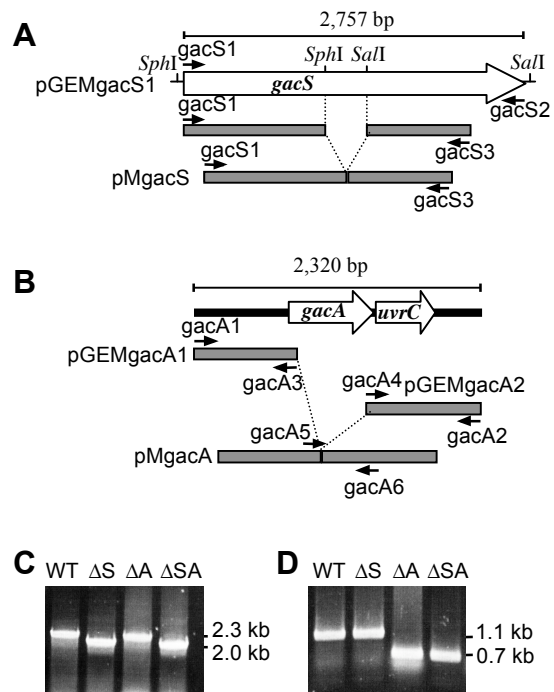 A
2,757 bp
gacS1
SphI
SphI
SalI
SalI
pGEMgacS1
gacS
gacS1
gacS2
gacS1
gacS3
pMgacS
gacS3
B
2,320 bp
gacA
uvrC
gacA1
pGEMgacA1
gacA3
gacA4
pGEMgacA2
gacA5
gacA2
pMgacA
gacA6
C
WT ΔS ΔA ΔSA
2.3 kb
2.0 kb
D
WT ΔS ΔA ΔSA
1.1 kb
0.7 kb